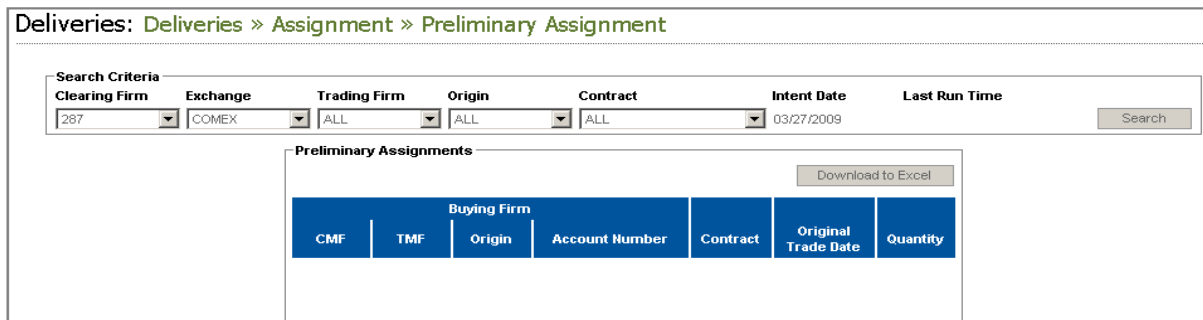 Deliveries: Deliveries » Assignment » Preliminary Assignment
Search Criteria
Clearing Firm Exchange Trading Firm Origin Contract Intent Date Last Run Time
287 COMEX ALL ALL ALL 03/27/2009 Search
Preliminary Assignments
Download to Excel
Buying Firm
CMF TMF Origin Account Number Contract Original Trade Date Quantity